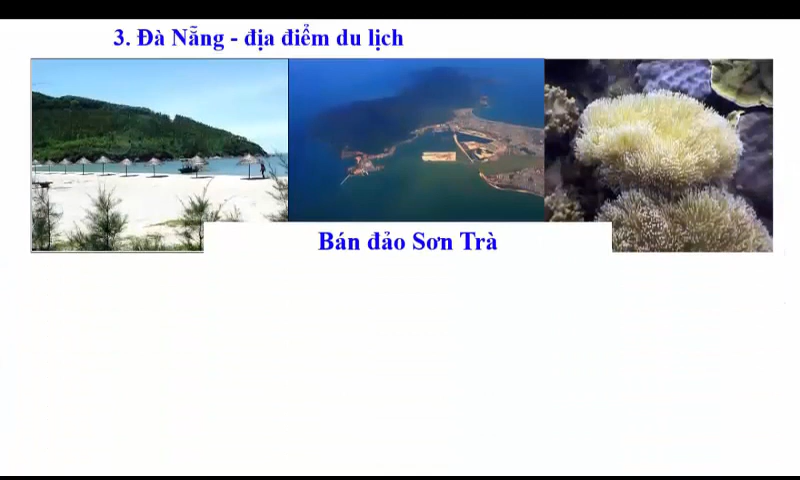 3. Đà Nẵng - địa điểm du lịch
Bán đảo Sơn Trà